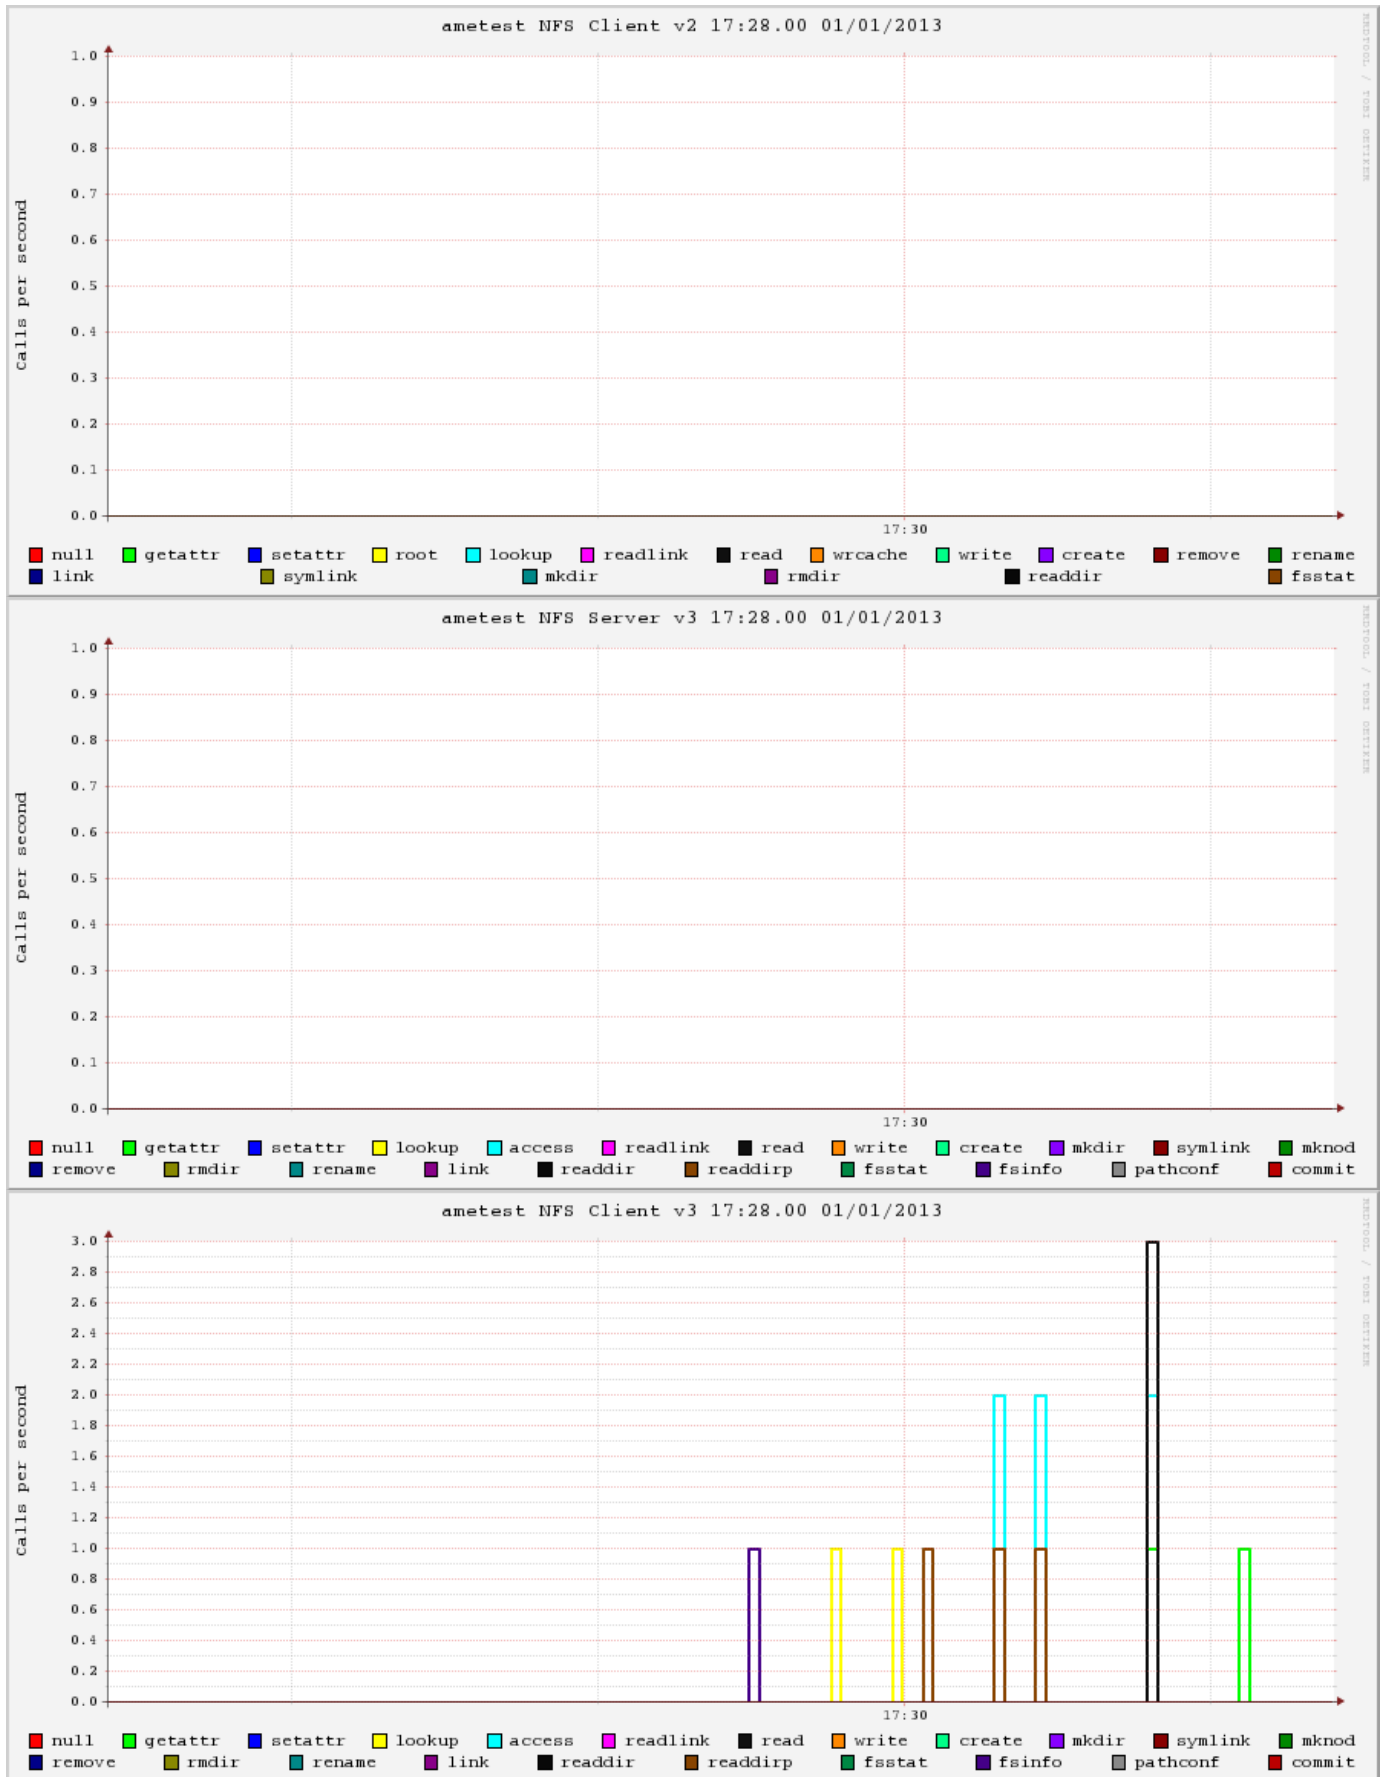 ametest NFS Client v2 17:28.00 01/01/2013
RRDTOOL / TOBI OETIKER
Calls per second
1.0
0.9
0.8
0.7
0.6
0.5
0.4
0.3
0.2
0.1
0.0
17:30
null getattr setattr root lookup readlink read wrcache write create remove rename
link symlink mkdir rmdir readdir fsstat
ametest NFS Server v3 17:28.00 01/01/2013
RRDTOOL / TOBI OETIKER
Calls per second
1.0
0.9
0.8
0.7
0.6
0.5
0.4
0.3
0.2
0.1
0.0
17:30
null getattr setattr lookup access readlink read write create mkdir symlink mknod
remove rmdir rename link readdir readdirp fsstat fsinfo pathconf commit
ametest NFS Client v3 17:28.00 01/01/2013
RRDTOOL / TOBI OETIKER
Calls per second
3.0
2.8
2.6
2.4
2.2
2.0
1.8
1.6
1.4
1.2
1.0
0.8
0.6
0.4
0.2
0.0
17:30
null getattr setattr lookup access readlink read write create mkdir symlink mknod
remove rmdir rename link readdir readdirp fsstat fsinfo pathconf commit